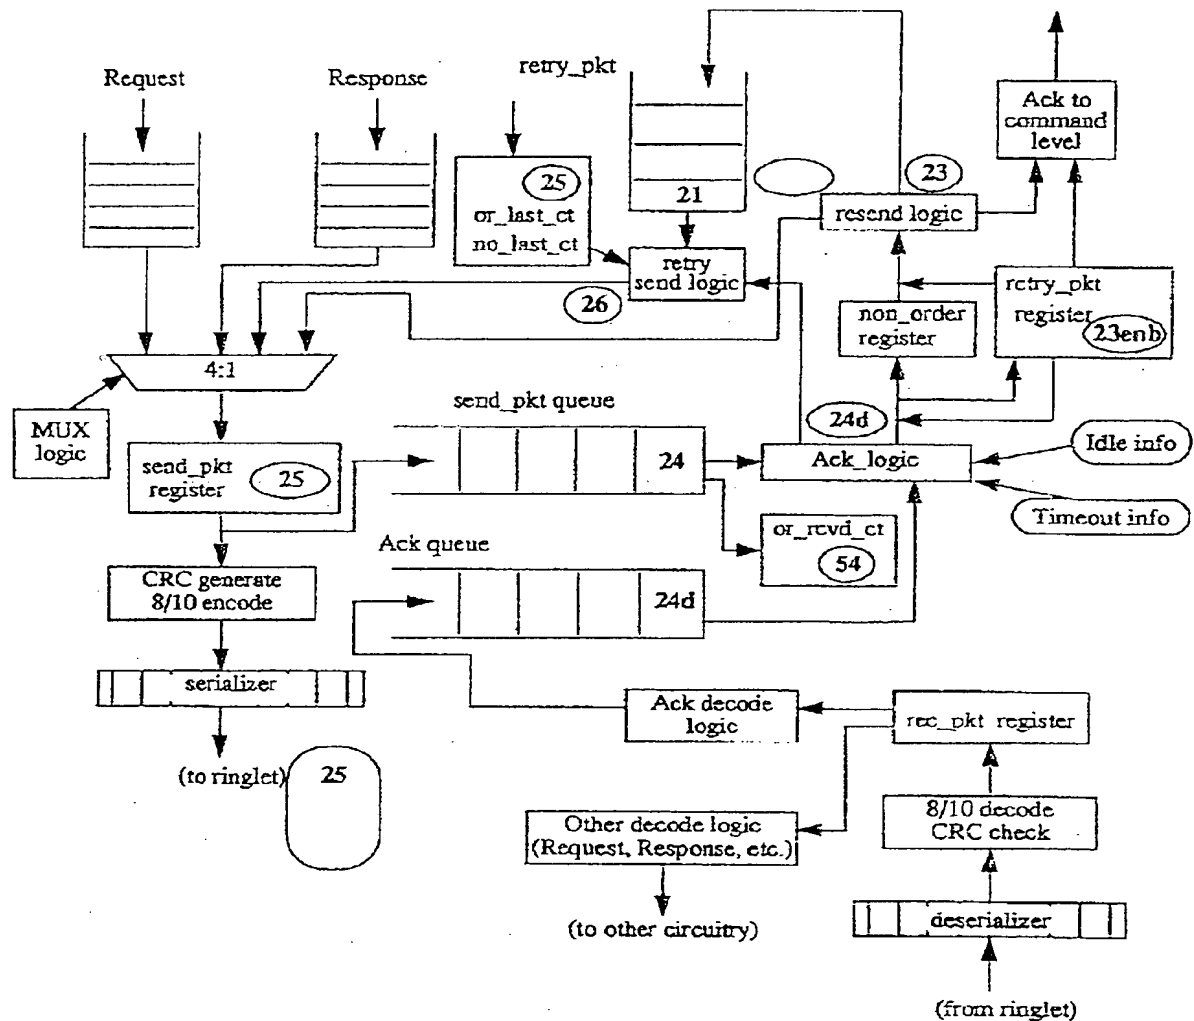 Request
Response
retry_pkt
Ack to
command
level
25
or_last_ct
no_last_ct
21
23
resend logic
retry
send logic
26
non_order
register
retry_pkt
register
23enb
4:1
MUX
logic
send_pkt
register
25
send_pkt queue
24
24d
Ack_logic
Idle info
Timeout info
or_rcvd_ct
54
Ack queue
24d
CRC generate
8/10 encode
serializer
(to ringlet)
25
Ack decode
logic
rec_pkt register
Other decode logic
(Request, Response, etc.)
(to other circuitry)
8/10 decode
CRC check
deserializer
(from ringlet)